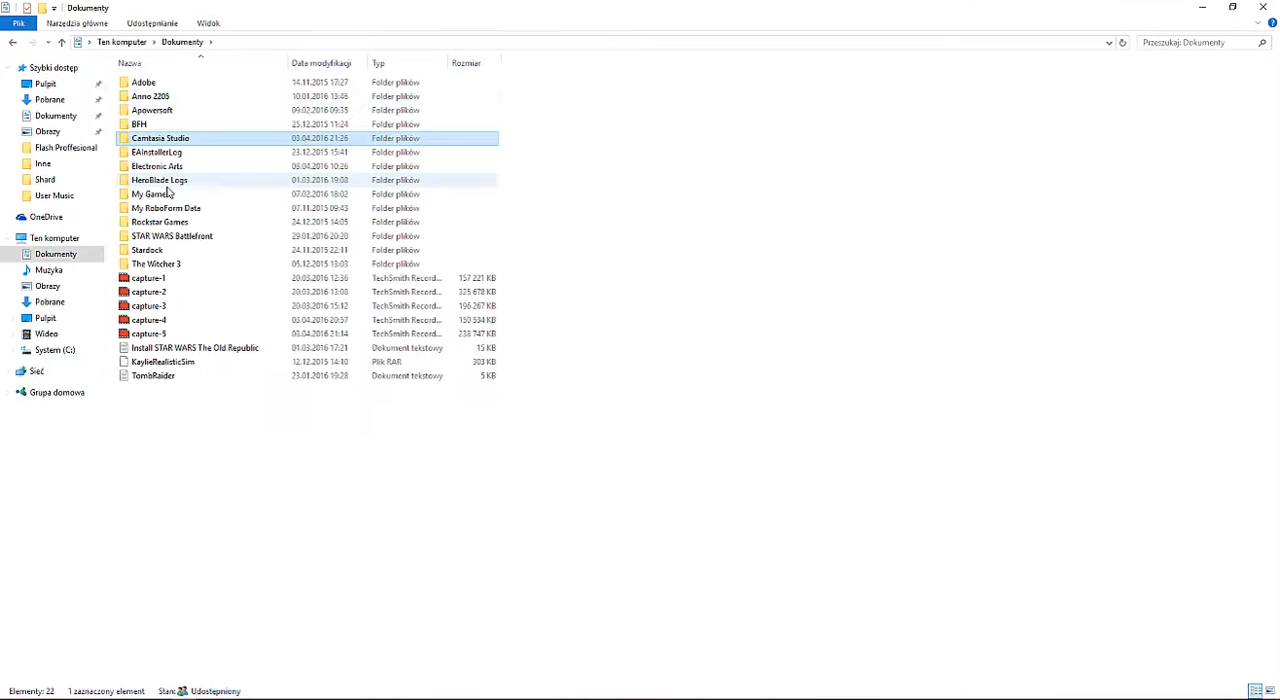 Dokumenty
Plik Narzędzia główne Udostępnianie Widok
Ten komputer Dokumenty Przeszukaj: Dokumenty
Nazwa Data modyfikacji Typ Rozmiar
Szybki dostęp
Pulpit
Pobrane
Dokumenty
Obrazy
Flash Proffesional
Inne
Shard
User Music
OneDrive
Ten komputer
Dokumenty
Muzyka
Obrazy
Pobrane
Pulpit
Wideo
System (C:)
Sieć
Grupa domowa
Adobe 14.11.2015 17:27 Folder plików
Anno 2205 10.01.2016 13:46 Folder plików
Apowersoft 09.02.2016 09:35 Folder plików
BFH 25.12.2015 11:24 Folder plików
Camtasia Studio 03.04.2016 21:26 Folder plików
EAInstallerLog 23.12.2015 15:41 Folder plików
Electronic Arts 03.04.2016 10:26 Folder plików
HeroBlade Logs 01.03.2016 19:08 Folder plików
My Games 07.02.2016 18:02 Folder plików
My RoboForm Data 07.11.2015 09:43 Folder plików
Rockstar Games 24.12.2015 14:05 Folder plików
STAR WARS Battlefront 29.01.2016 20:20 Folder plików
Stardock 24.11.2015 22:11 Folder plików
The Witcher 3 05.12.2015 13:03 Folder plików
capture-1 20.03.2016 12:36 TechSmith Record... 157 221 KB
capture-2 20.03.2016 13:08 TechSmith Record... 325 678 KB
capture-3 20.03.2016 15:12 TechSmith Record... 196 267 KB
capture-4 03.04.2016 20:57 TechSmith Record... 150 534 KB
capture-5 03.04.2016 21:14 TechSmith Record... 238 747 KB
Install STAR WARS The Old Republic 01.03.2016 17:21 Dokument tekstowy 15 KB
KaylieRealisticSim 12.12.2015 14:10 Plik RAR 303 KB
TombRaider 23.01.2016 19:28 Dokument tekstowy 5 KB
Elementy: 22 1 zaznaczony element Stan: Udostępniony